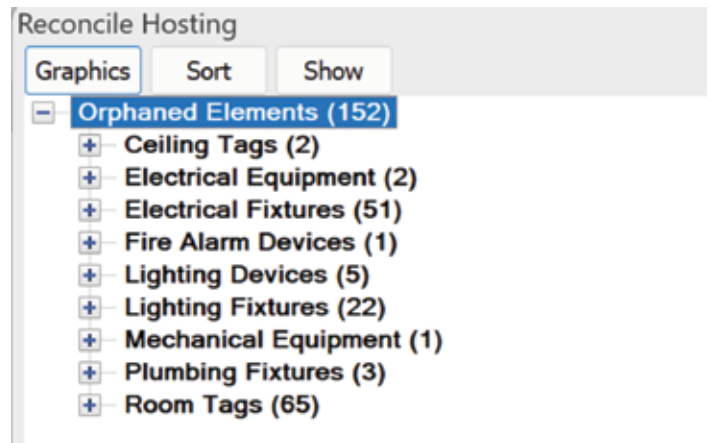 Reconcile Hosting
Graphics Sort Show
Orphaned Elements (152)
Ceiling Tags (2)
Electrical Equipment (2)
Electrical Fixtures (51)
Fire Alarm Devices (1)
Lighting Devices (5)
Lighting Fixtures (22)
Mechanical Equipment (1)
Plumbing Fixtures (3)
Room Tags (65)